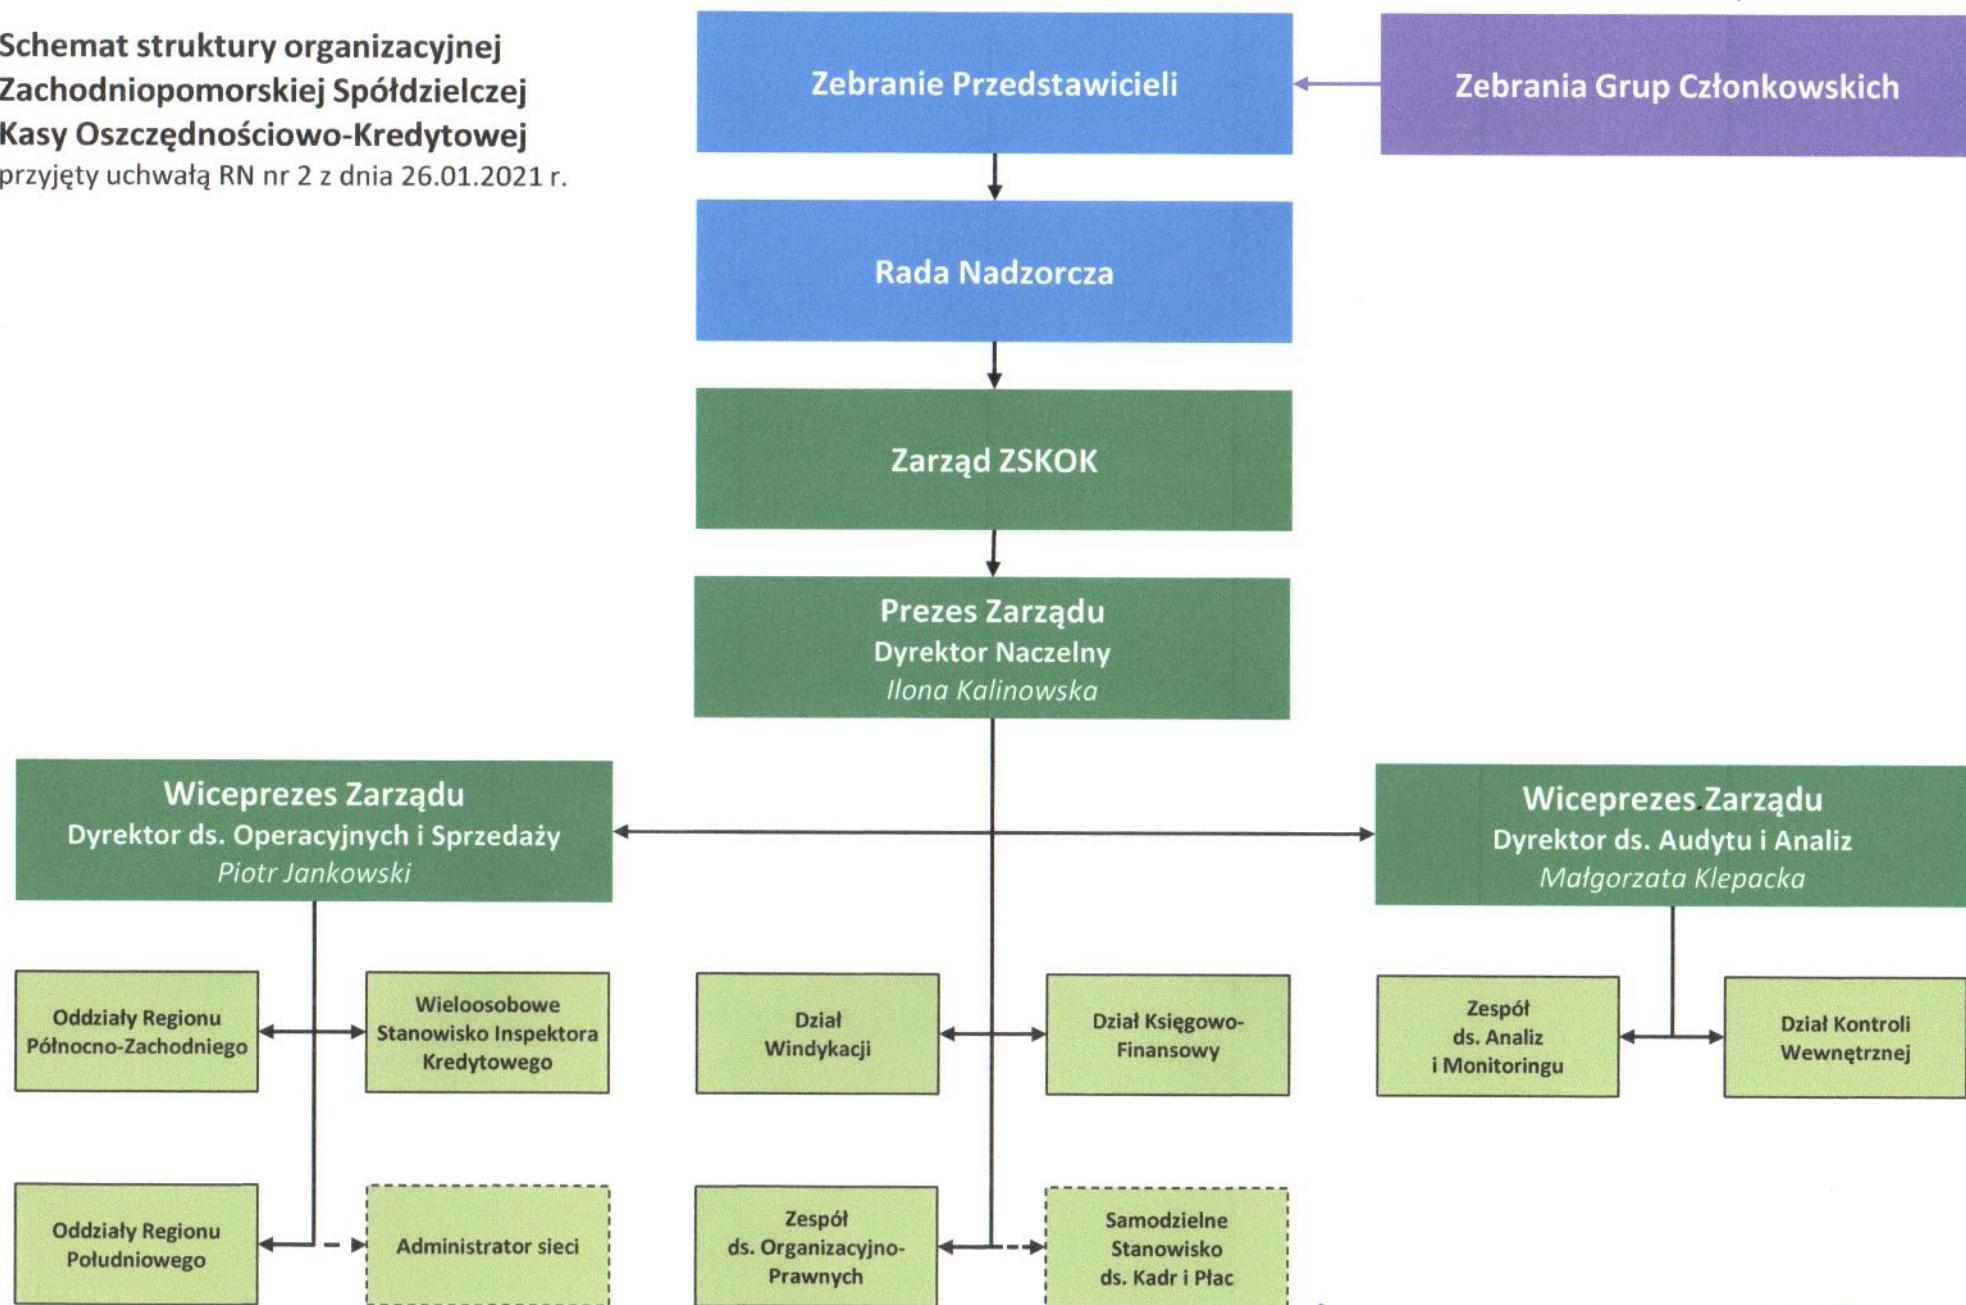 Schemat struktury organizacyjnej
Zachodniopomorskiej Spółdzielczej
Kasy Oszczędnościowo-Kredytowej
przyjęty uchwałą RN nr 2 z dnia 26.01.2021 r.
Zebranie Przedstawicieli
Zebrania Grup Członkowskich
Rada Nadzorcza
Zarząd ZSKOK
Prezes Zarządu
Dyrektor Naczelny
Ilona Kalinowska
Wiceprezes Zarządu
Dyrektor ds. Operacyjnych i Sprzedaży
Piotr Jankowski
Wiceprezes Zarządu
Dyrektor ds. Audytu i Analiz
Małgorzata Klepacka
Oddziały Regionu
Północno-Zachodniego
Wieloosobowe
Stanowisko Inspektora
Kredytowego
Dział
Windykacji
Dział Księgowo-
Finansowy
Zespół
ds. Analiz
i Monitoringu
Dział Kontroli
Wewnętrznej
Oddziały Regionu
Południowego
Administrator sieci
Zespół
ds. Organizacyjno-
Prawnych
Samodzielne
Stanowisko
ds. Kadr i Płac